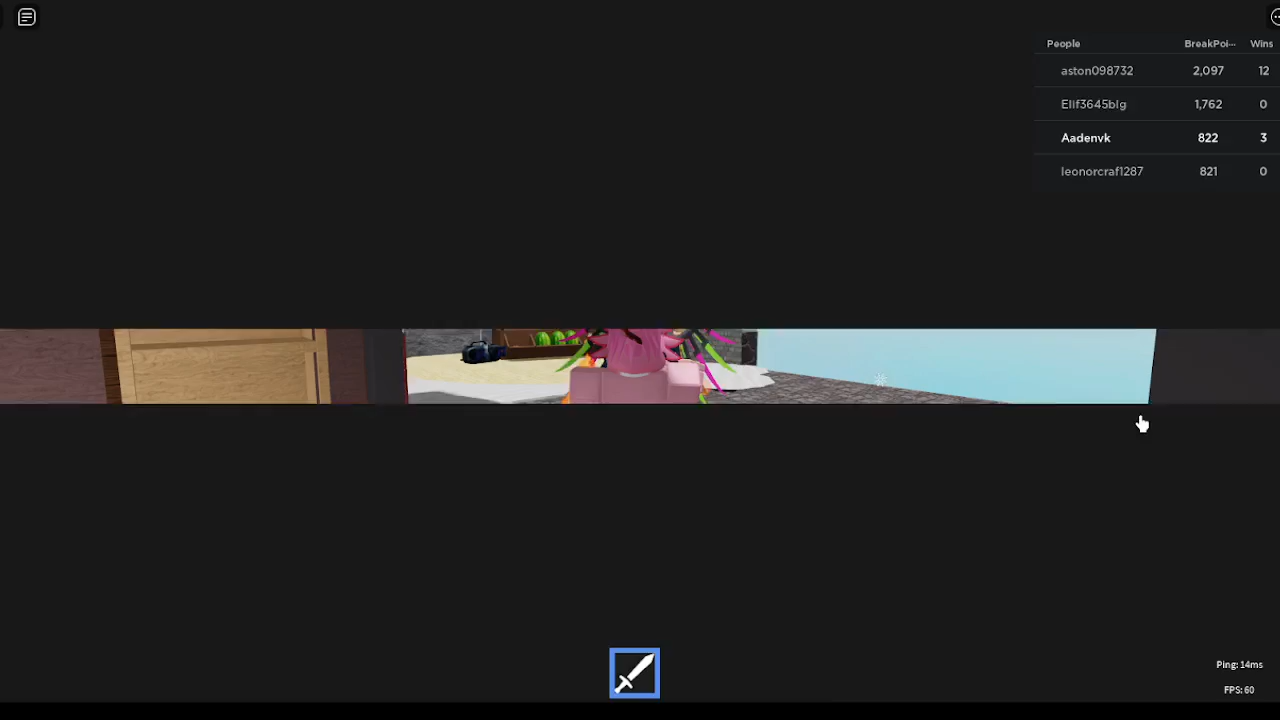 People BreakPoi... Wins
aston098732 2,097 12
Elif3645blg 1,762 0
Aadenvk 822 3
leonorcraf1287 821 0
Ping: 14ms
FPS: 60